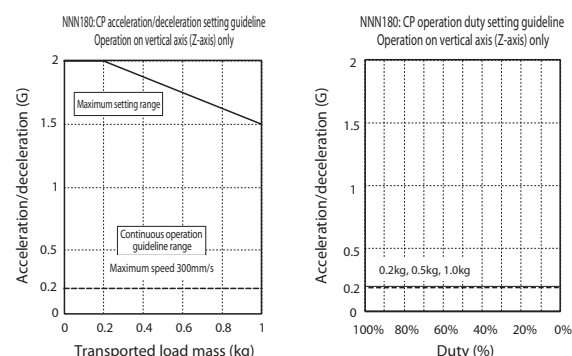 NNN180: CP acceleration/deceleration setting guideline
Operation on vertical axis (Z-axis) only
Acceleration/deceleration (G)
2
1.5
1
0.5
0.2
0
Maximum setting range
Continuous operation
guideline range
Maximum speed 300mm/s
0 0.2 0.4 0.6 0.8 1
Transported load mass (kg)
NNN180: CP operation duty setting guideline
Operation on vertical axis (Z-axis) only
Acceleration/deceleration (G)
2
1.5
1
0.5
0.2
0
0.2kg, 0.5kg, 1.0kg
100% 80% 60% 40% 20% 0%
Duty (%)